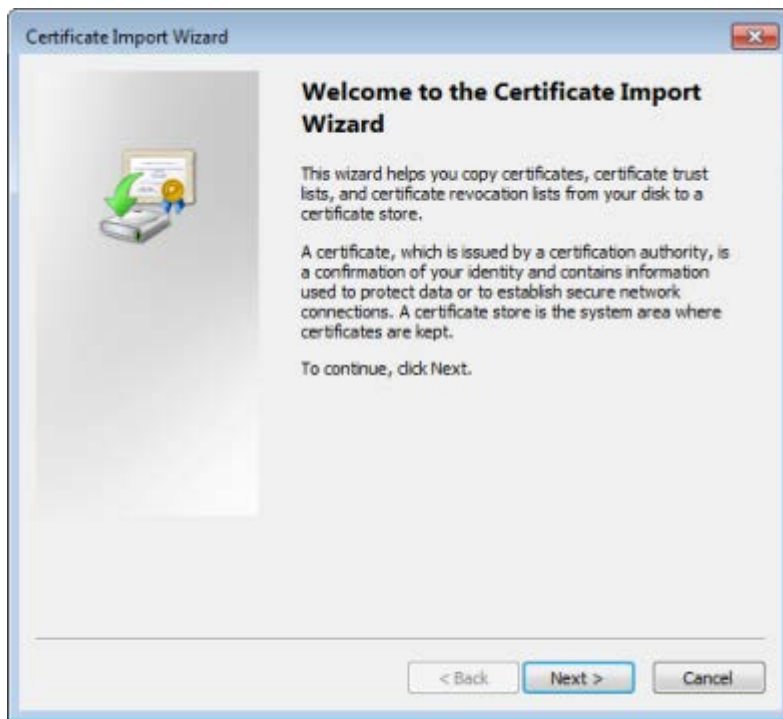 Certificate Import Wizard
Welcome to the Certificate Import
Wizard
This wizard helps you copy certificates, certificate trust
lists, and certificate revocation lists from your disk to a
certificate store.
A certificate, which is issued by a certification authority, is
a confirmation of your identity and contains information
used to protect data or to establish secure network
connections. A certificate store is the system area where
certificates are kept.
To continue, click Next.
< Back Next > Cancel